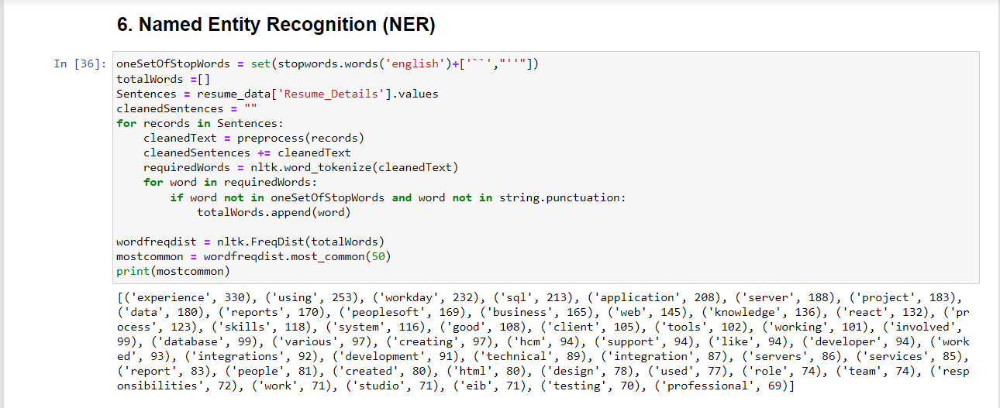 6. Named Entity Recognition (NER)
In [36]: oneSetOfStopWords = set(stopwords.words('english')+['``',"''"])
totalWords =[]
Sentences = resume_data['Resume_Details'].values
cleanedSentences = ""
for records in Sentences:
    cleanedText = preprocess(records)
    cleanedSentences += cleanedText
    requiredWords = nltk.word_tokenize(cleanedText)
    for word in requiredWords:
        if word not in oneSetOfStopWords and word not in string.punctuation:
            totalWords.append(word)

wordfreqdist = nltk.FreqDist(totalWords)
mostcommon = wordfreqdist.most_common(50)
print(mostcommon)
[('experience', 330), ('using', 253), ('workday', 232), ('sql', 213), ('application', 208), ('server', 188), ('project', 183),
('data', 180), ('reports', 170), ('peoplesoft', 169), ('business', 165), ('web', 145), ('knowledge', 136), ('react', 132), ('pr
ocess', 123), ('skills', 118), ('system', 116), ('good', 108), ('client', 105), ('tools', 102), ('working', 101), ('involved',
99), ('database', 99), ('various', 97), ('creating', 97), ('hcm', 94), ('support', 94), ('like', 94), ('developer', 94), ('work
ed', 93), ('integrations', 92), ('development', 91), ('technical', 89), ('integration', 87), ('servers', 86), ('services', 85),
('report', 83), ('people', 81), ('created', 80), ('html', 80), ('design', 78), ('used', 77), ('role', 74), ('team', 74), ('resp
onsibilities', 72), ('work', 71), ('studio', 71), ('eib', 71), ('testing', 70), ('professional', 69)]